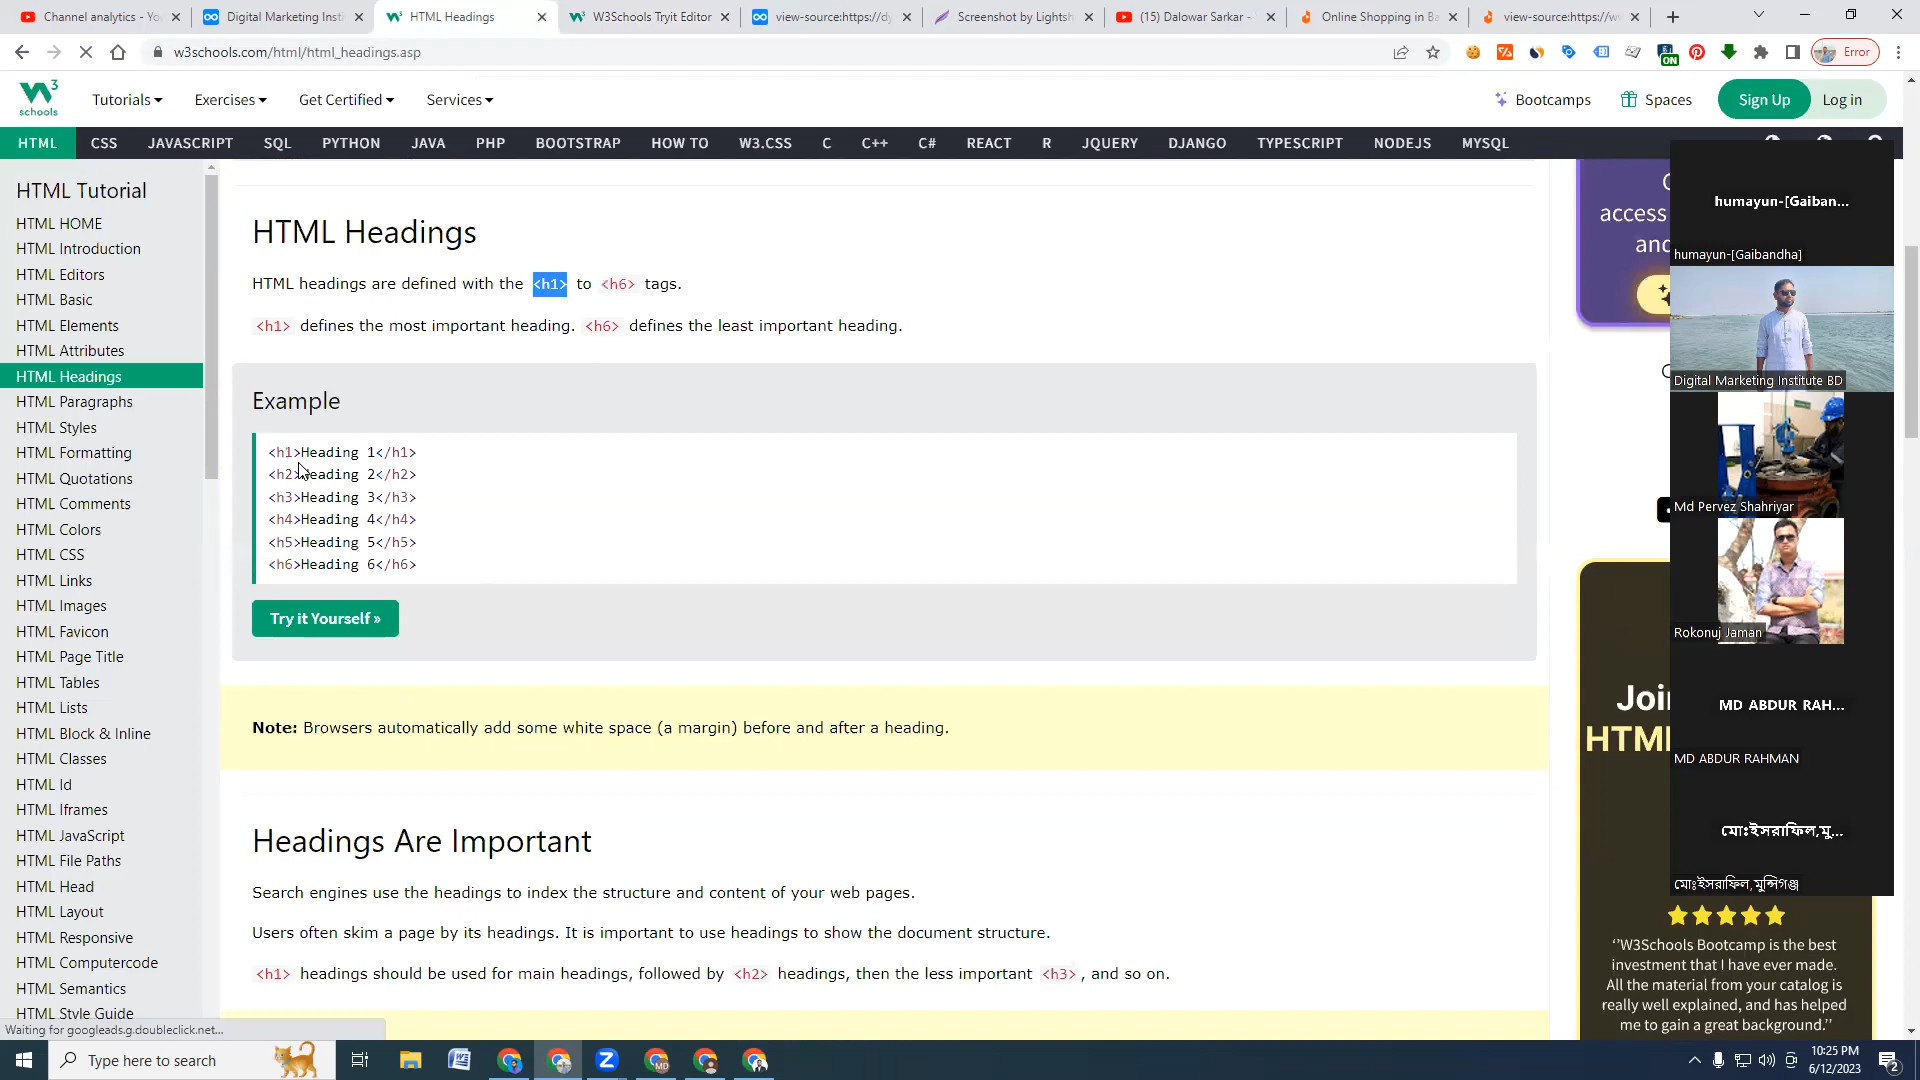 Channel analytics - Yo
Digital Marketing Insti
HTML Headings
W3Schools Tryit Editor
view-source:https://dy
Screenshot by Lightsh
(15) Dalowar Sarkar -
Online Shopping in Ba
view-source:https://w
w3schools.com/html/html_headings.asp
ON
Error
W3
schools
Tutorials
Exercises
Get Certified
Services
Bootcamps
Spaces
Sign Up
Log in
HTML
CSS
JAVASCRIPT
SQL
PYTHON
JAVA
PHP
BOOTSTRAP
HOW TO
W3.CSS
C
C++
C#
REACT
R
JQUERY
DJANGO
TYPESCRIPT
NODEJS
MYSQL
HTML Tutorial
HTML HOME
HTML Introduction
HTML Editors
HTML Basic
HTML Elements
HTML Attributes
HTML Headings
HTML Paragraphs
HTML Styles
HTML Formatting
HTML Quotations
HTML Comments
HTML Colors
HTML CSS
HTML Links
HTML Images
HTML Favicon
HTML Page Title
HTML Tables
HTML Lists
HTML Block & Inline
HTML Classes
HTML Id
HTML Iframes
HTML JavaScript
HTML File Paths
HTML Head
HTML Layout
HTML Responsive
HTML Computercode
HTML Semantics
HTML Style Guide
HTML Headings
HTML headings are defined with the <h1> to <h6> tags.
<h1> defines the most important heading. <h6> defines the least important heading.
Example
<h1>Heading 1</h1>
<h2>Heading 2</h2>
<h3>Heading 3</h3>
<h4>Heading 4</h4>
<h5>Heading 5</h5>
<h6>Heading 6</h6>
Try it Yourself »
Note: Browsers automatically add some white space (a margin) before and after a heading.
Headings Are Important
Search engines use the headings to index the structure and content of your web pages.
Users often skim a page by its headings. It is important to use headings to show the document structure.
<h1> headings should be used for main headings, followed by <h2> headings, then the less important <h3>, and so on.
access
and
humayun-[Gaiban...
humayun-[Gaibandha]
Digital Marketing Institute BD
Md Pervez Shahriyar
Rokonuj Jaman
MD ABDUR RAH...
MD ABDUR RAHMAN
মোঃইসরাফিল,মু...
মোঃইসরাফিল,মুন্সিগঞ্জ
Joi
HTM
‘’W3Schools Bootcamp is the best
investment that I have ever made.
All the material from your catalog is
really well explained, and has helped
me to gain a great background.’’
Waiting for googleads.g.doubleclick.net...
Type here to search
MD
10:25 PM
6/12/2023
2